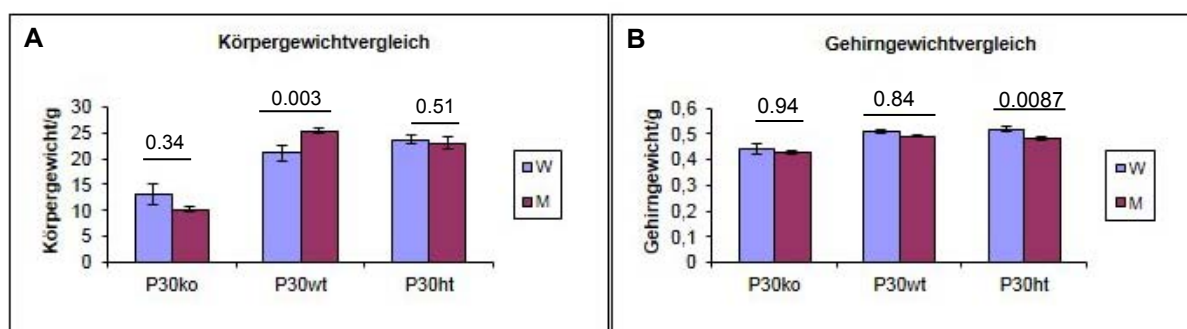 A
Körpergewichtvergleich
Körpergewicht/g
30
25
20
15
10
5
0
0.34
0.003
0.51
P30ko
P30wt
P30ht
W
M
B
Gehirngewichtvergleich
Gehirngewicht/g
0,6
0,5
0,4
0,3
0,2
0,1
0
0.94
0.84
0.0087
P30ko
P30wt
P30ht
W
M